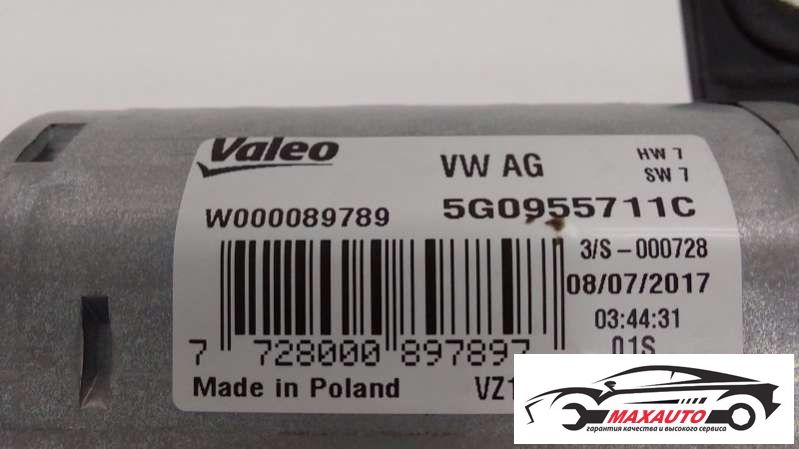 Valeo
VW AG
HW 7
SW 7
W000089789
5G0955711C
3/S-000728
08/07/2017
03:44:31
01S
7 728000 897897
Made in Poland
VZ1
MAXAUTO
гарантия качества и высокого сервиса